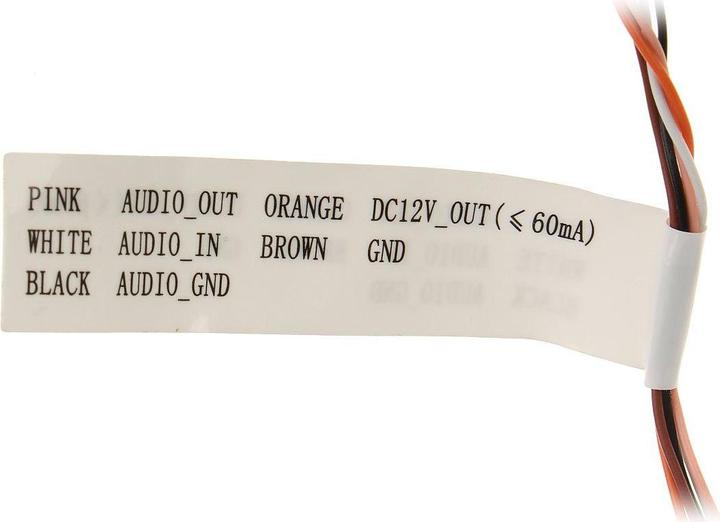 PINK AUDIO_OUT ORANGE DC12V_OUT(≤60mA)
WHITE AUDIO_IN BROWN GND
BLACK AUDIO_GND